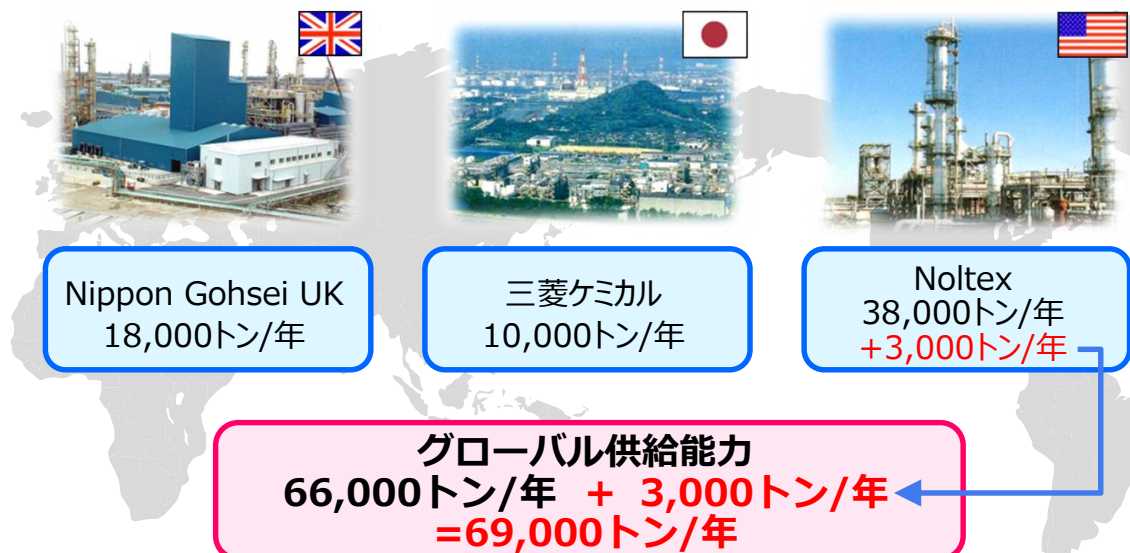 Nippon Gohsei UK
18,000トン/年
三菱ケミカル
10,000トン/年
Noltex
38,000トン/年
+3,000トン/年
グローバル供給能力
66,000トン/年 + 3,000トン/年
=69,000トン/年